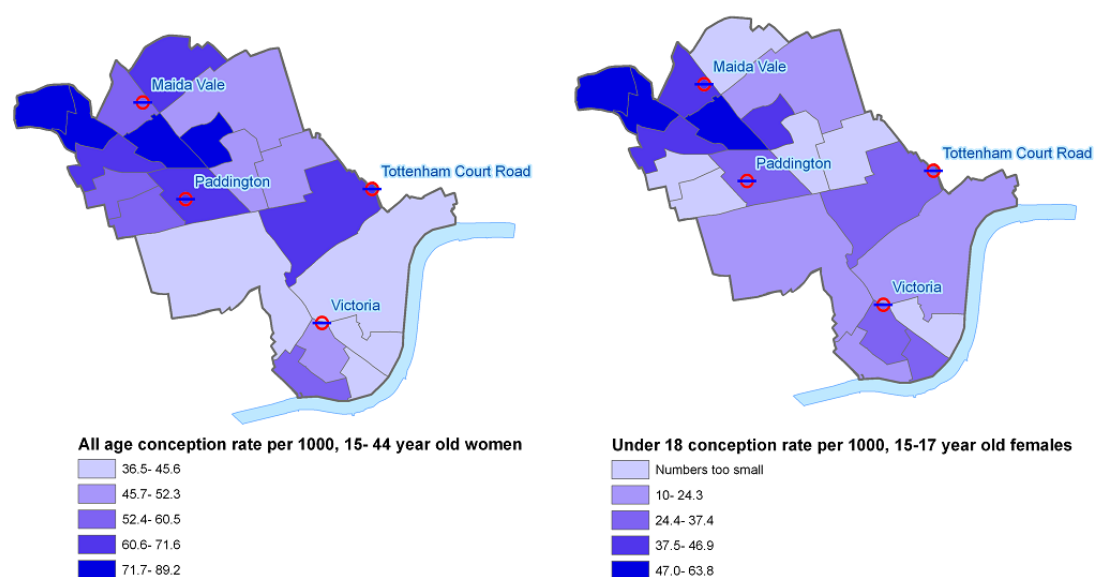 Maida Vale
Paddington
Tottenham Court Road
Victoria
All age conception rate per 1000, 15- 44 year old women
36.5- 45.6
45.7- 52.3
52.4- 60.5
60.6- 71.6
71.7- 89.2
Maida Vale
Paddington
Tottenham Court Road
Victoria
Under 18 conception rate per 1000, 15-17 year old females
Numbers too small
10- 24.3
24.4- 37.4
37.5- 46.9
47.0- 63.8